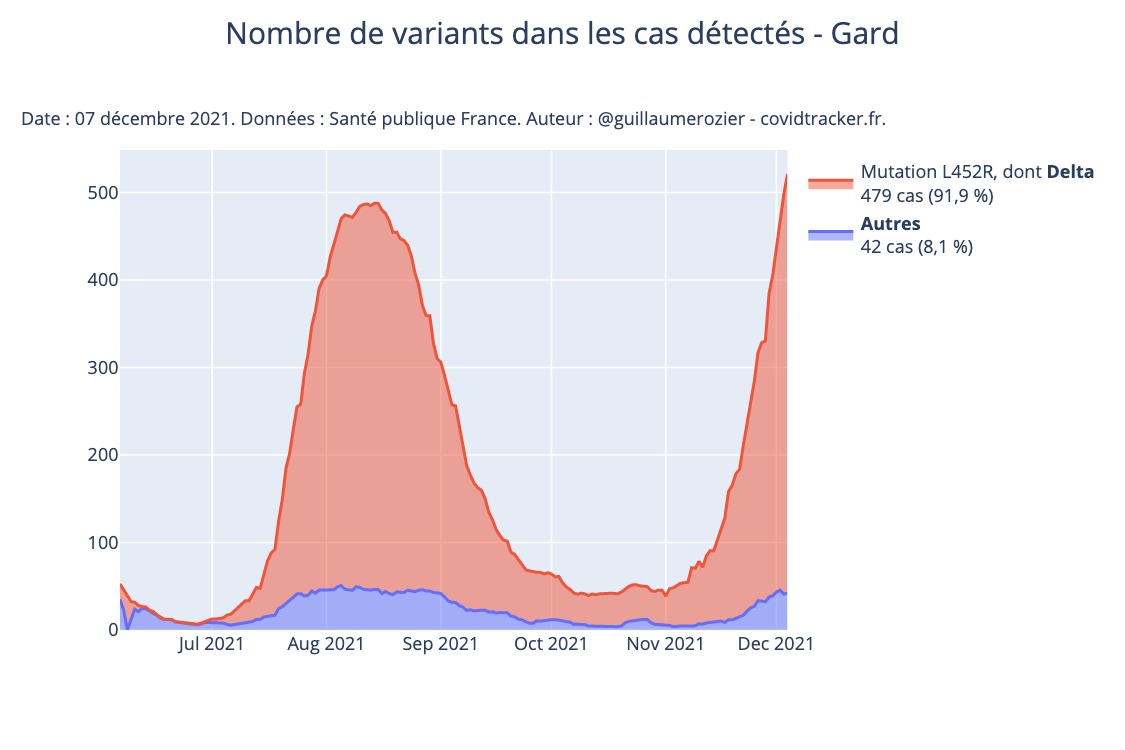 Nombre de variants dans les cas détectés - Gard
Date : 07 décembre 2021. Données : Santé publique France. Auteur : @guillaumerozier - covidtracker.fr.
Mutation L452R, dont Delta
479 cas (91,9 %)
Autres
42 cas (8,1 %)
500
400
300
200
100
0
Jul 2021 Aug 2021 Sep 2021 Oct 2021 Nov 2021 Dec 2021